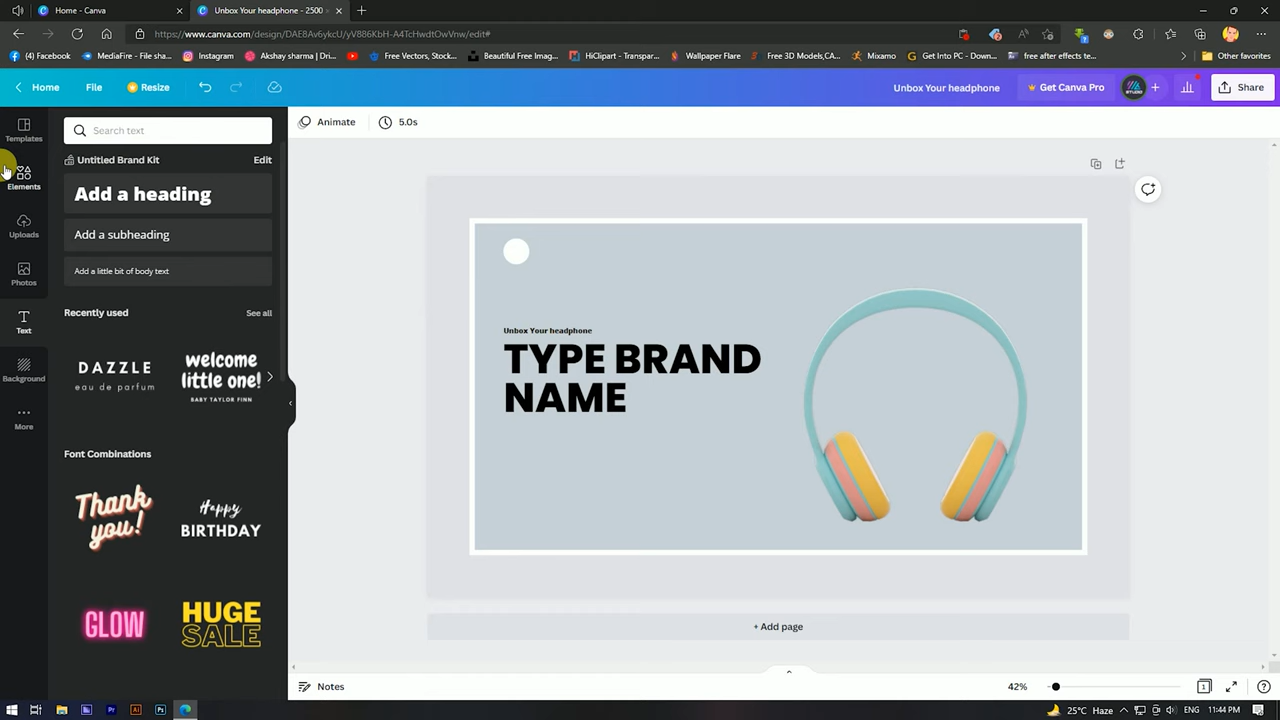 Home - Canva
Unbox Your headphone - 2500 ×
https://www.canva.com/design/DAE8Av6ykcU/yV886KbH-A4TcHwdtOwVnw/edit#
(4) Facebook
MediaFire - File sha...
Instagram
Akshay sharma | Dri...
Free Vectors, Stock...
Beautiful Free Imag...
HiClipart - Transpar...
Wallpaper Flare
Free 3D Models,CA...
Mixamo
Get Into PC - Down...
free after effects te...
Other favorites
Home
File
Resize
Unbox Your headphone
Get Canva Pro
Share
Templates
Elements
Uploads
Photos
Text
Background
More
Search text
Untitled Brand Kit
Edit
Add a heading
Add a subheading
Add a little bit of body text
Recently used
See all
DAZZLE
eau de parfum
welcome
little one!
BABY TAYLOR FINN
Font Combinations
Thank
you!
Happy
BIRTHDAY
GLOW
HUGE
SALE
Animate
5.0s
Unbox Your headphone
TYPE BRAND
NAME
+ Add page
Notes
42%
1
25°C Haze
ENG
11:44 PM